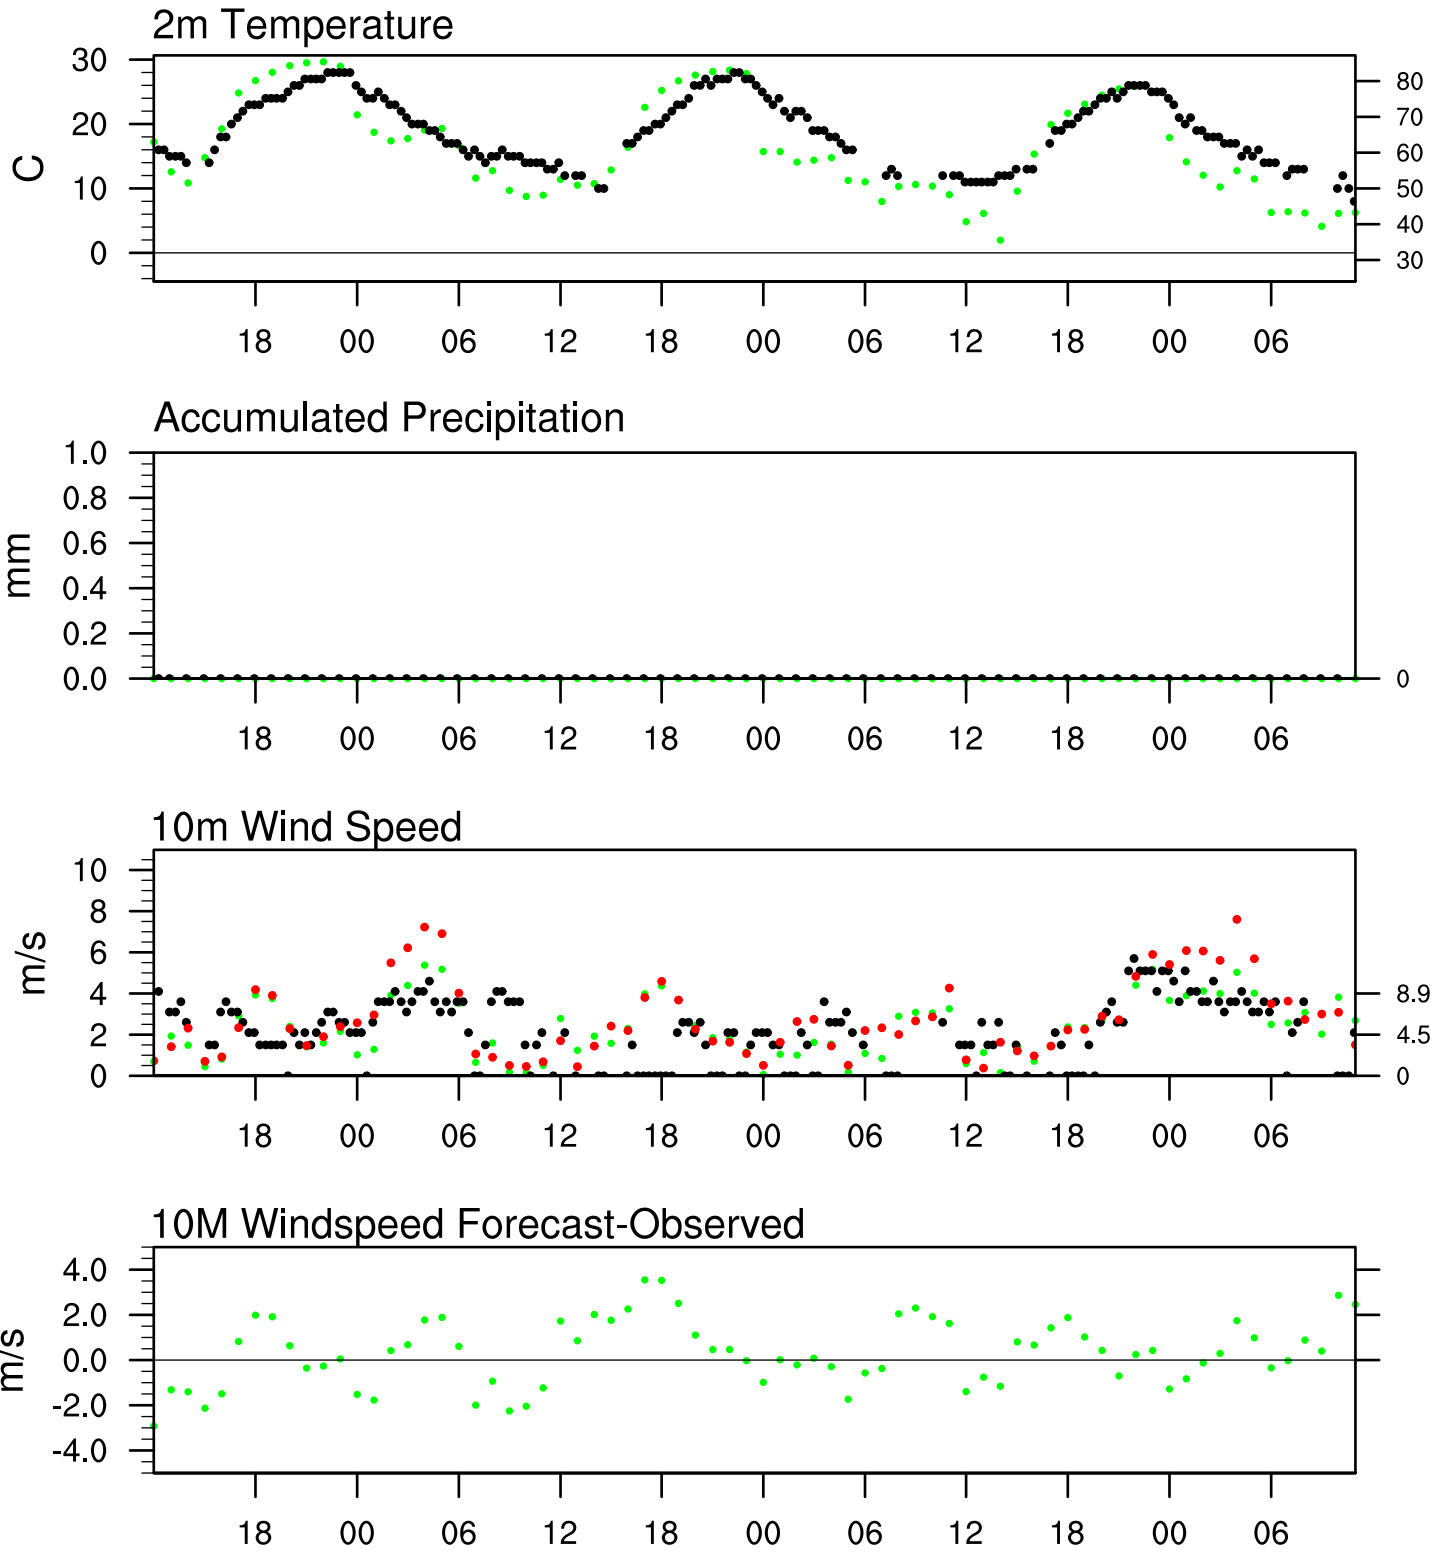 2m Temperature
30
20
10
0
C
80
70
60
50
40
30
18 00 06 12 18 00 06 12 18 00 06
Accumulated Precipitation
1.0
0.8
0.6
0.4
0.2
0.0
mm
0
18 00 06 12 18 00 06 12 18 00 06
10m Wind Speed
10
8
6
4
2
0
m/s
8.9
4.5
0
18 00 06 12 18 00 06 12 18 00 06
10M Windspeed Forecast-Observed
4.0
2.0
0.0
-2.0
-4.0
m/s
18 00 06 12 18 00 06 12 18 00 06